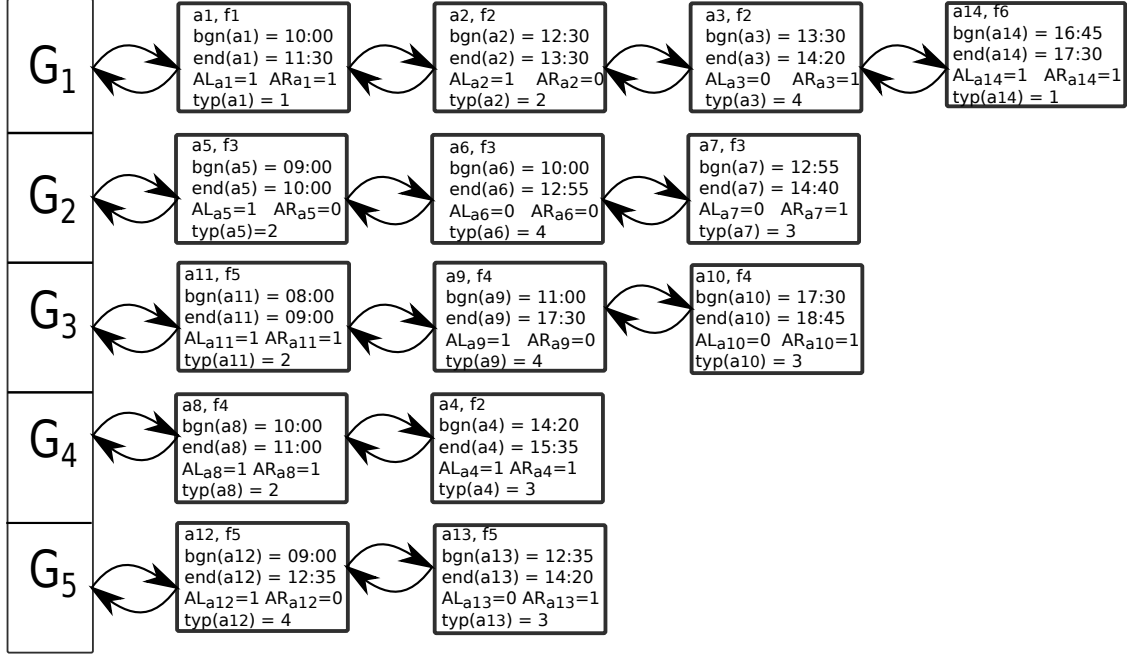 G1
a1, f1
bgn(a1) = 10:00
end(a1) = 11:30
ALa1=1 ARa1=1
typ(a1) = 1
a2, f2
bgn(a2) = 12:30
end(a2) = 13:30
ALa2=1 ARa2=0
typ(a2) = 2
a3, f2
bgn(a3) = 13:30
end(a3) = 14:20
ALa3=0 ARa3=1
typ(a3) = 4
a14, f6
bgn(a14) = 16:45
end(a14) = 17:30
ALa14=1 ARa14=1
typ(a14) = 1
G2
a5, f3
bgn(a5) = 09:00
end(a5) = 10:00
ALa5=1 ARa5=0
typ(a5)=2
a6, f3
bgn(a6) = 10:00
end(a6) = 12:55
ALa6=0 ARa6=0
typ(a6) = 4
a7, f3
bgn(a7) = 12:55
end(a7) = 14:40
ALa7=0 ARa7=1
typ(a7) = 3
G3
a11, f5
bgn(a11) = 08:00
end(a11) = 09:00
ALa11=1 ARa11=1
typ(a11) = 2
a9, f4
bgn(a9) = 11:00
end(a9) = 17:30
ALa9=1 ARa9=0
typ(a9) = 4
a10, f4
bgn(a10) = 17:30
end(a10) = 18:45
ALa10=0 ARa10=1
typ(a10) = 3
G4
a8, f4
bgn(a8) = 10:00
end(a8) = 11:00
ALa8=1 ARa8=1
typ(a8) = 2
a4, f2
bgn(a4) = 14:20
end(a4) = 15:35
ALa4=1 ARa4=1
typ(a4) = 3
G5
a12, f5
bgn(a12) = 09:00
end(a12) = 12:35
ALa12=1 ARa12=0
typ(a12) = 4
a13, f5
bgn(a13) = 12:35
end(a13) = 14:20
ALa13=0 ARa13=1
typ(a13) = 3